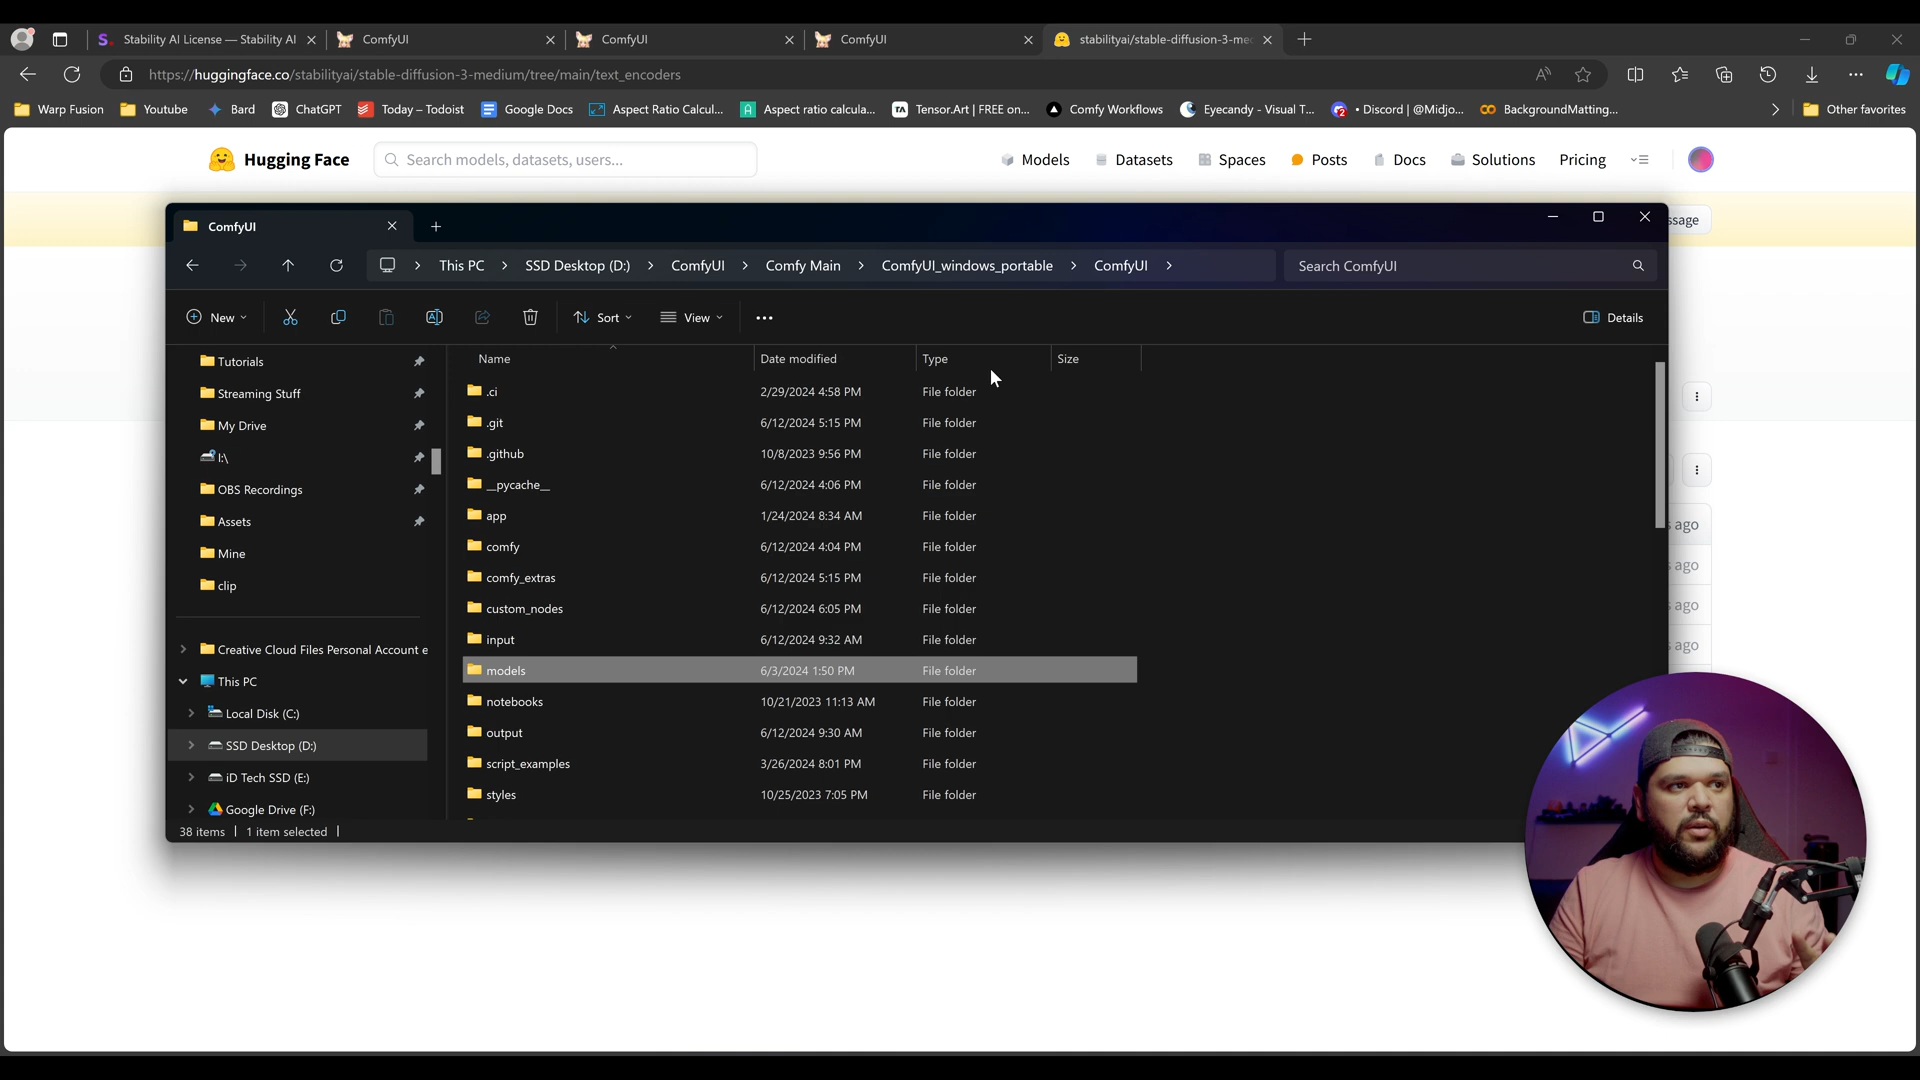 Stability AI License — Stability AI
ComfyUI
ComfyUI
ComfyUI
stabilityai/stable-diffusion-3-mec
https://huggingface.co/stabilityai/stable-diffusion-3-medium/tree/main/text_encoders
Warp Fusion
Youtube
Bard
ChatGPT
Today – Todoist
Google Docs
Aspect Ratio Calcul...
Aspect ratio calcula...
Tensor.Art | FREE on...
Comfy Workflows
Eyecandy - Visual T...
• Discord | @Midjo...
BackgroundMatting...
Other favorites
Hugging Face
Search models, datasets, users...
Models
Datasets
Spaces
Posts
Docs
Solutions
Pricing
ssage
ComfyUI
This PC > SSD Desktop (D:) > ComfyUI > Comfy Main > ComfyUI_windows_portable > ComfyUI >
Search ComfyUI
New
Sort
View
Details
Tutorials
Streaming Stuff
My Drive
I:\
OBS Recordings
Assets
Mine
clip
Creative Cloud Files Personal Account e
This PC
Local Disk (C:)
SSD Desktop (D:)
iD Tech SSD (E:)
Google Drive (F:)
Name Date modified Type Size
.ci 2/29/2024 4:58 PM File folder
.git 6/12/2024 5:15 PM File folder
.github 10/8/2023 9:56 PM File folder
__pycache__ 6/12/2024 4:06 PM File folder
app 1/24/2024 8:34 AM File folder
comfy 6/12/2024 4:04 PM File folder
comfy_extras 6/12/2024 5:15 PM File folder
custom_nodes 6/12/2024 6:05 PM File folder
input 6/12/2024 9:32 AM File folder
models 6/3/2024 1:50 PM File folder
notebooks 10/21/2023 11:13 AM File folder
output 6/12/2024 9:30 AM File folder
script_examples 3/26/2024 8:01 PM File folder
styles 10/25/2023 7:05 PM File folder
s ago
s ago
s ago
s ago
38 items | 1 item selected |